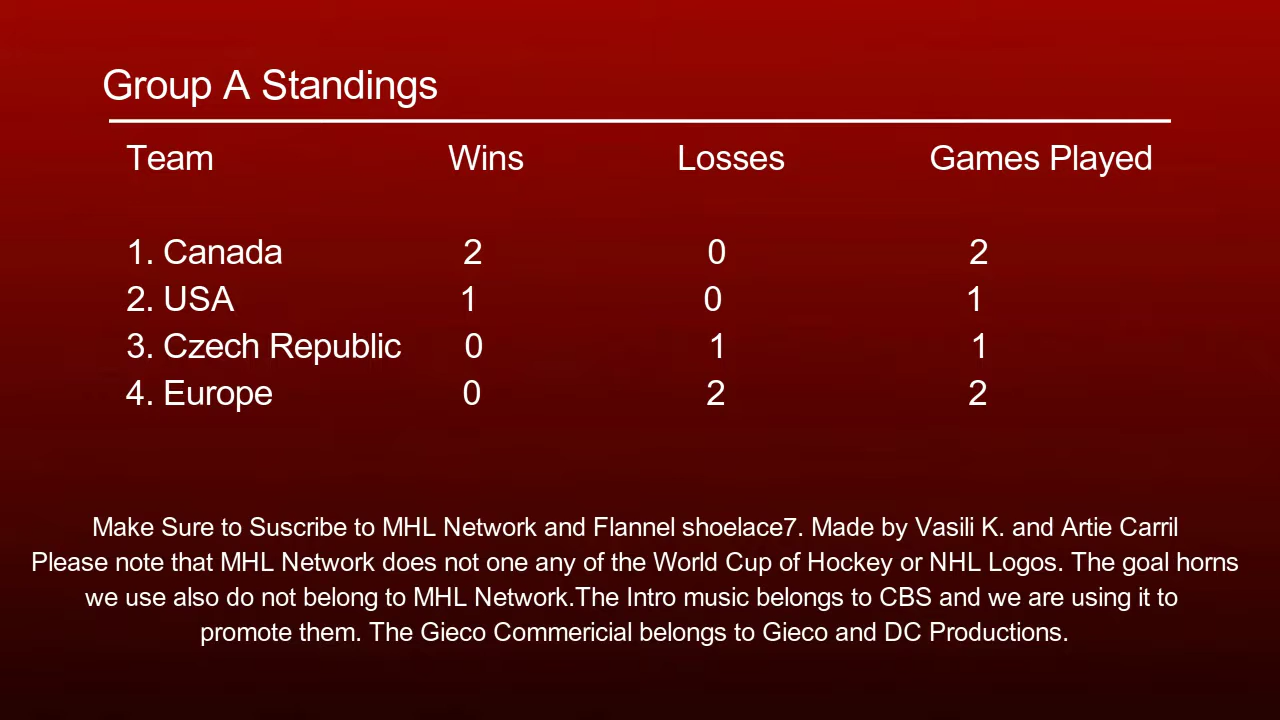 Group A Standings
Team Wins Losses Games Played
1. Canada 2 0 2
2. USA 1 0 1
3. Czech Republic 0 1 1
4. Europe 0 2 2
Make Sure to Suscribe to MHL Network and Flannel shoelace7. Made by Vasili K. and Artie Carril
Please note that MHL Network does not one any of the World Cup of Hockey or NHL Logos. The goal horns
we use also do not belong to MHL Network.The Intro music belongs to CBS and we are using it to
promote them. The Gieco Commericial belongs to Gieco and DC Productions.